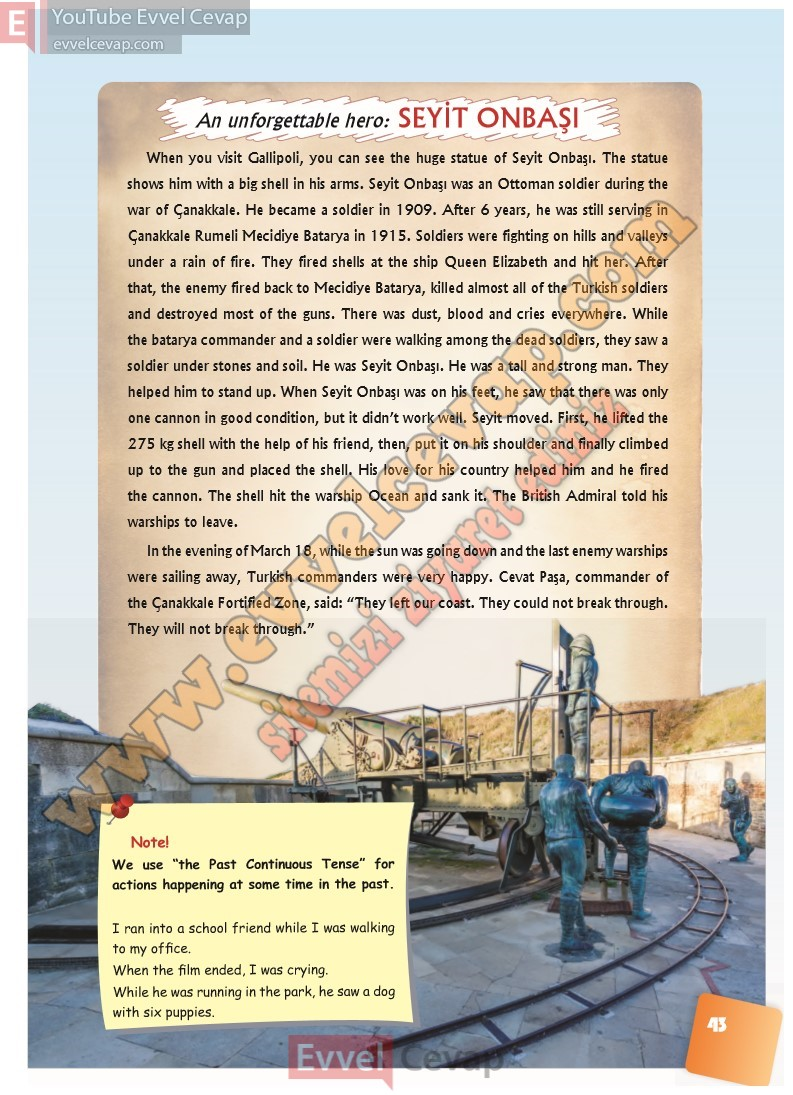 E
YouTube Evvel Cevap
evvelcevap.com
An unforgettable hero: SEYİT ONBAŞI
When you visit Gallipoli, you can see the huge statue of Seyit Onbaşı. The statue
shows him with a big shell in his arms. Seyit Onbaşı was an Ottoman soldier during the
war of Çanakkale. He became a soldier in 1909. After 6 years, he was still serving in
Çanakkale Rumeli Mecidiye Batarya in 1915. Soldiers were fighting on hills and valleys
under a rain of fire. They fired shells at the ship Queen Elizabeth and hit her. After
that, the enemy fired back to Mecidiye Batarya, killed almost all of the Turkish soldiers
and destroyed most of the guns. There was dust, blood and cries everywhere. While
the batarya commander and a soldier were walking among the dead soldiers, they saw a
soldier under stones and soil. He was Seyit Onbaşı. He was a tall and strong man. They
helped him to stand up. When Seyit Onbaşı was on his feet, he saw that there was only
one cannon in good condition, but it didn’t work well. Seyit moved. First, he lifted the
275 kg shell with the help of his friend, then, put it on his shoulder and finally climbed
up to the gun and placed the shell. His love for his country helped him and he fired
the cannon. The shell hit the warship Ocean and sank it. The British Admiral told his
warships to leave.
In the evening of March 18, while the sun was going down and the last enemy warships
were sailing away, Turkish commanders were very happy. Cevat Paşa, commander of
the Çanakkale Fortified Zone, said: “They left our coast. They could not break through.
They will not break through.”
www.evvelcevap.com
sitemizi ziyaret ediniz
Note!
We use “the Past Continuous Tense” for
actions happening at some time in the past.
I ran into a school friend while I was walking
to my office.
When the film ended, I was crying.
While he was running in the park, he saw a dog
with six puppies.
43
Evvel Cevap